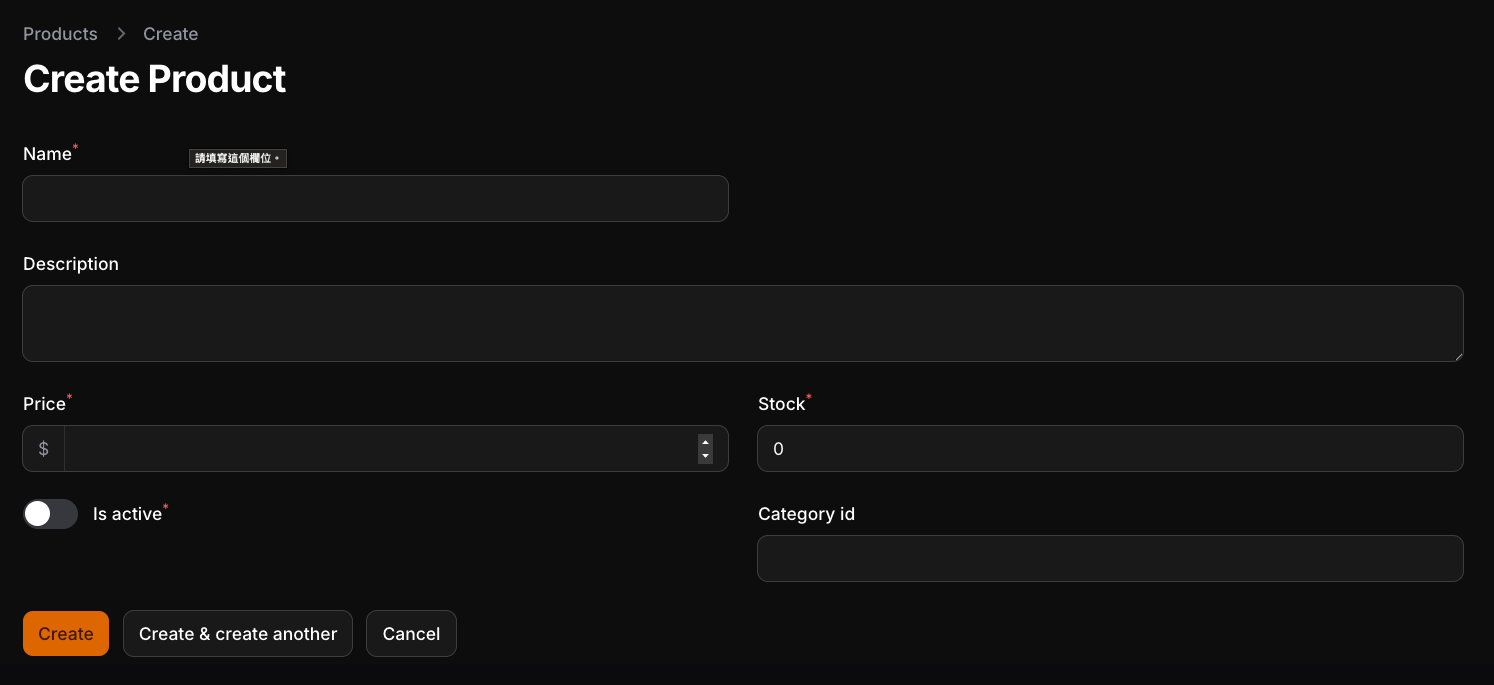 Products > Create
Create Product
Name*
請填寫這個欄位。
Description
Price*
Stock*
$
0
Is active*
Category id
Create
Create & create another
Cancel